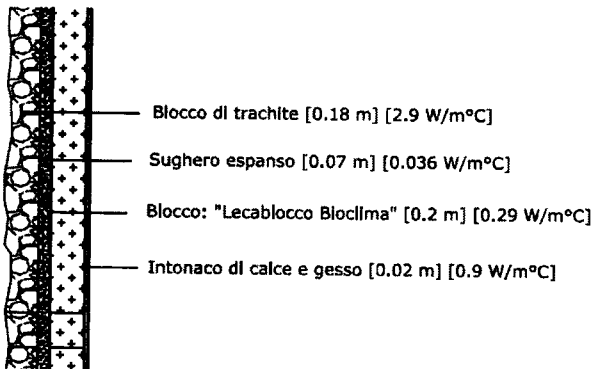 Blocco di trachite [0.18 m] [2.9 W/m°C]
Sughero espanso [0.07 m] [0.036 W/m°C]
Blocco: "Lecablocco Bioclima" [0.2 m] [0.29 W/m°C]
Intonaco di calce e gesso [0.02 m] [0.9 W/m°C]